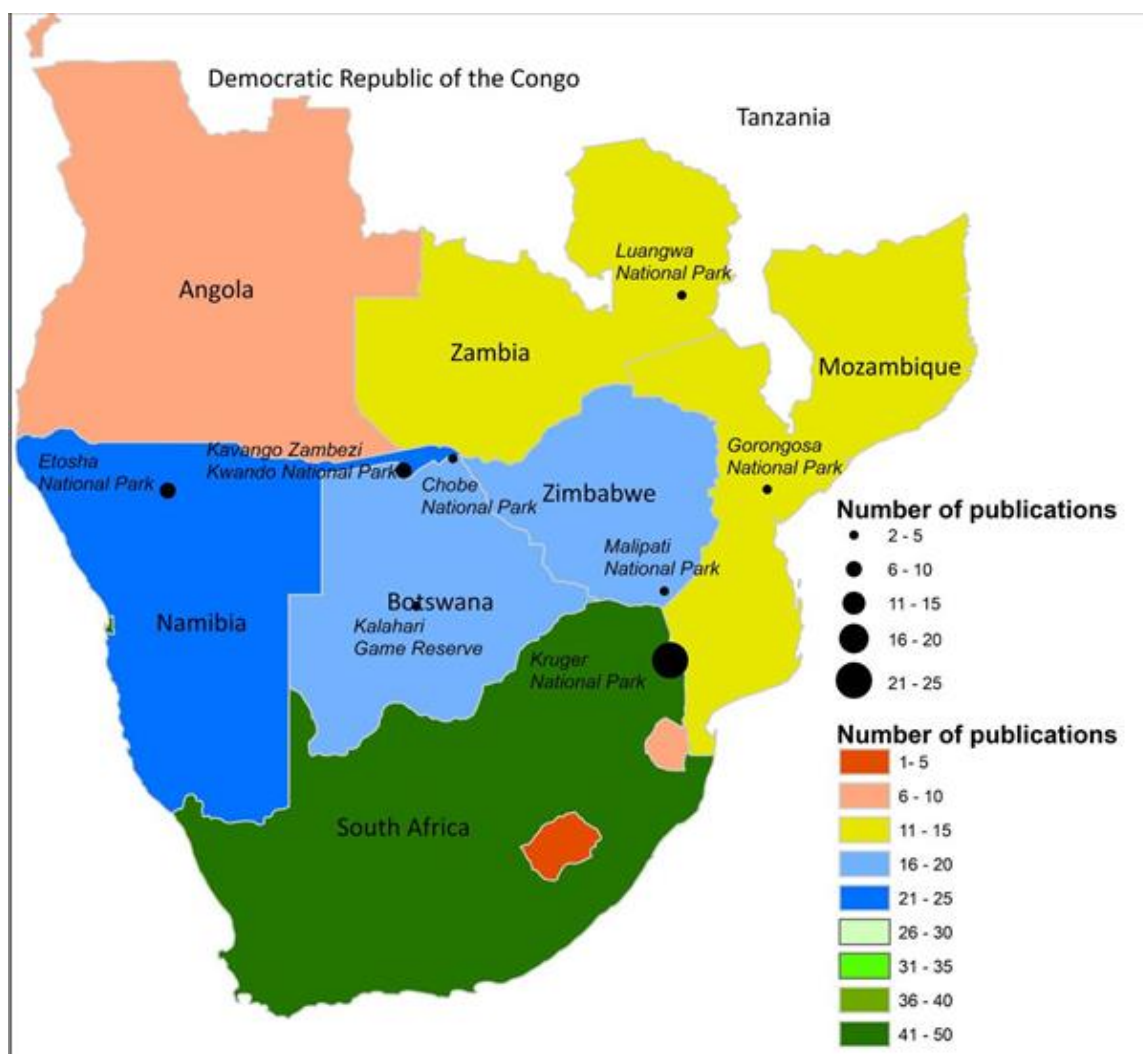 Democratic Republic of the Congo
Tanzania
Luangwa
National Park
Angola
Zambia
Mozambique
Etosha
National Park
Kavango Zambezi
Kwando National Park
Chobe
National Park
Zimbabwe
Gorongosa
National Park
Malipati
National Park
Namibia
Botswana
Kalahari
Game Reserve
Kruger
National Park
South Africa
Number of publications
2 - 5
6 - 10
11 - 15
16 - 20
21 - 25
Number of publications
1- 5
6 - 10
11 - 15
16 - 20
21 - 25
26 - 30
31 - 35
36 - 40
41 - 50